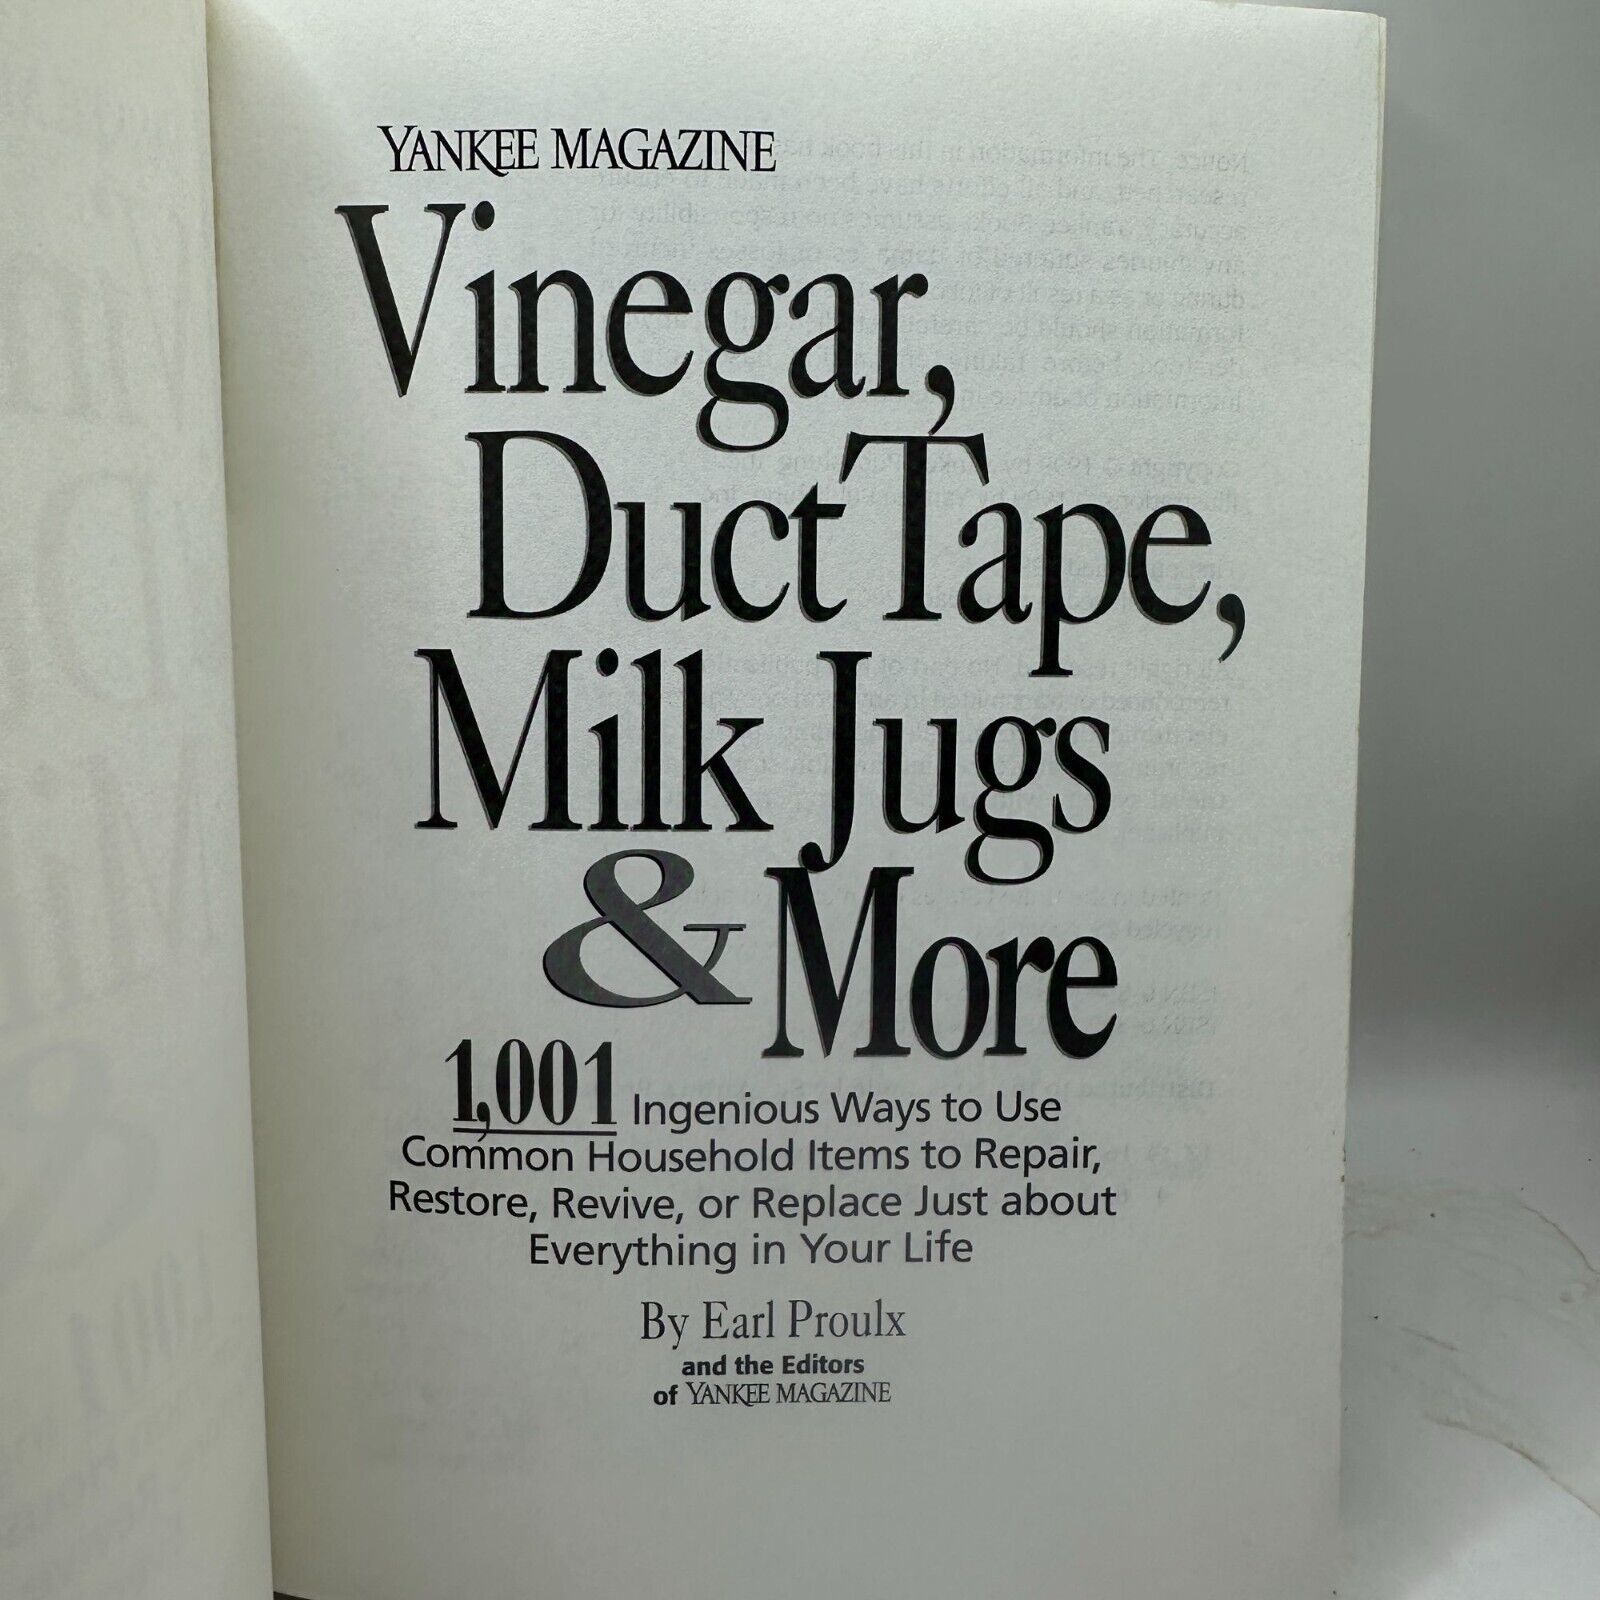 YANKEE MAGAZINE
Vinegar,
Duct Tape,
Milk Jugs
& More
1,001 Ingenious Ways to Use
Common Household Items to Repair,
Restore, Revive, or Replace Just about
Everything in Your Life
By Earl Proulx
and the Editors
of YANKEE MAGAZINE